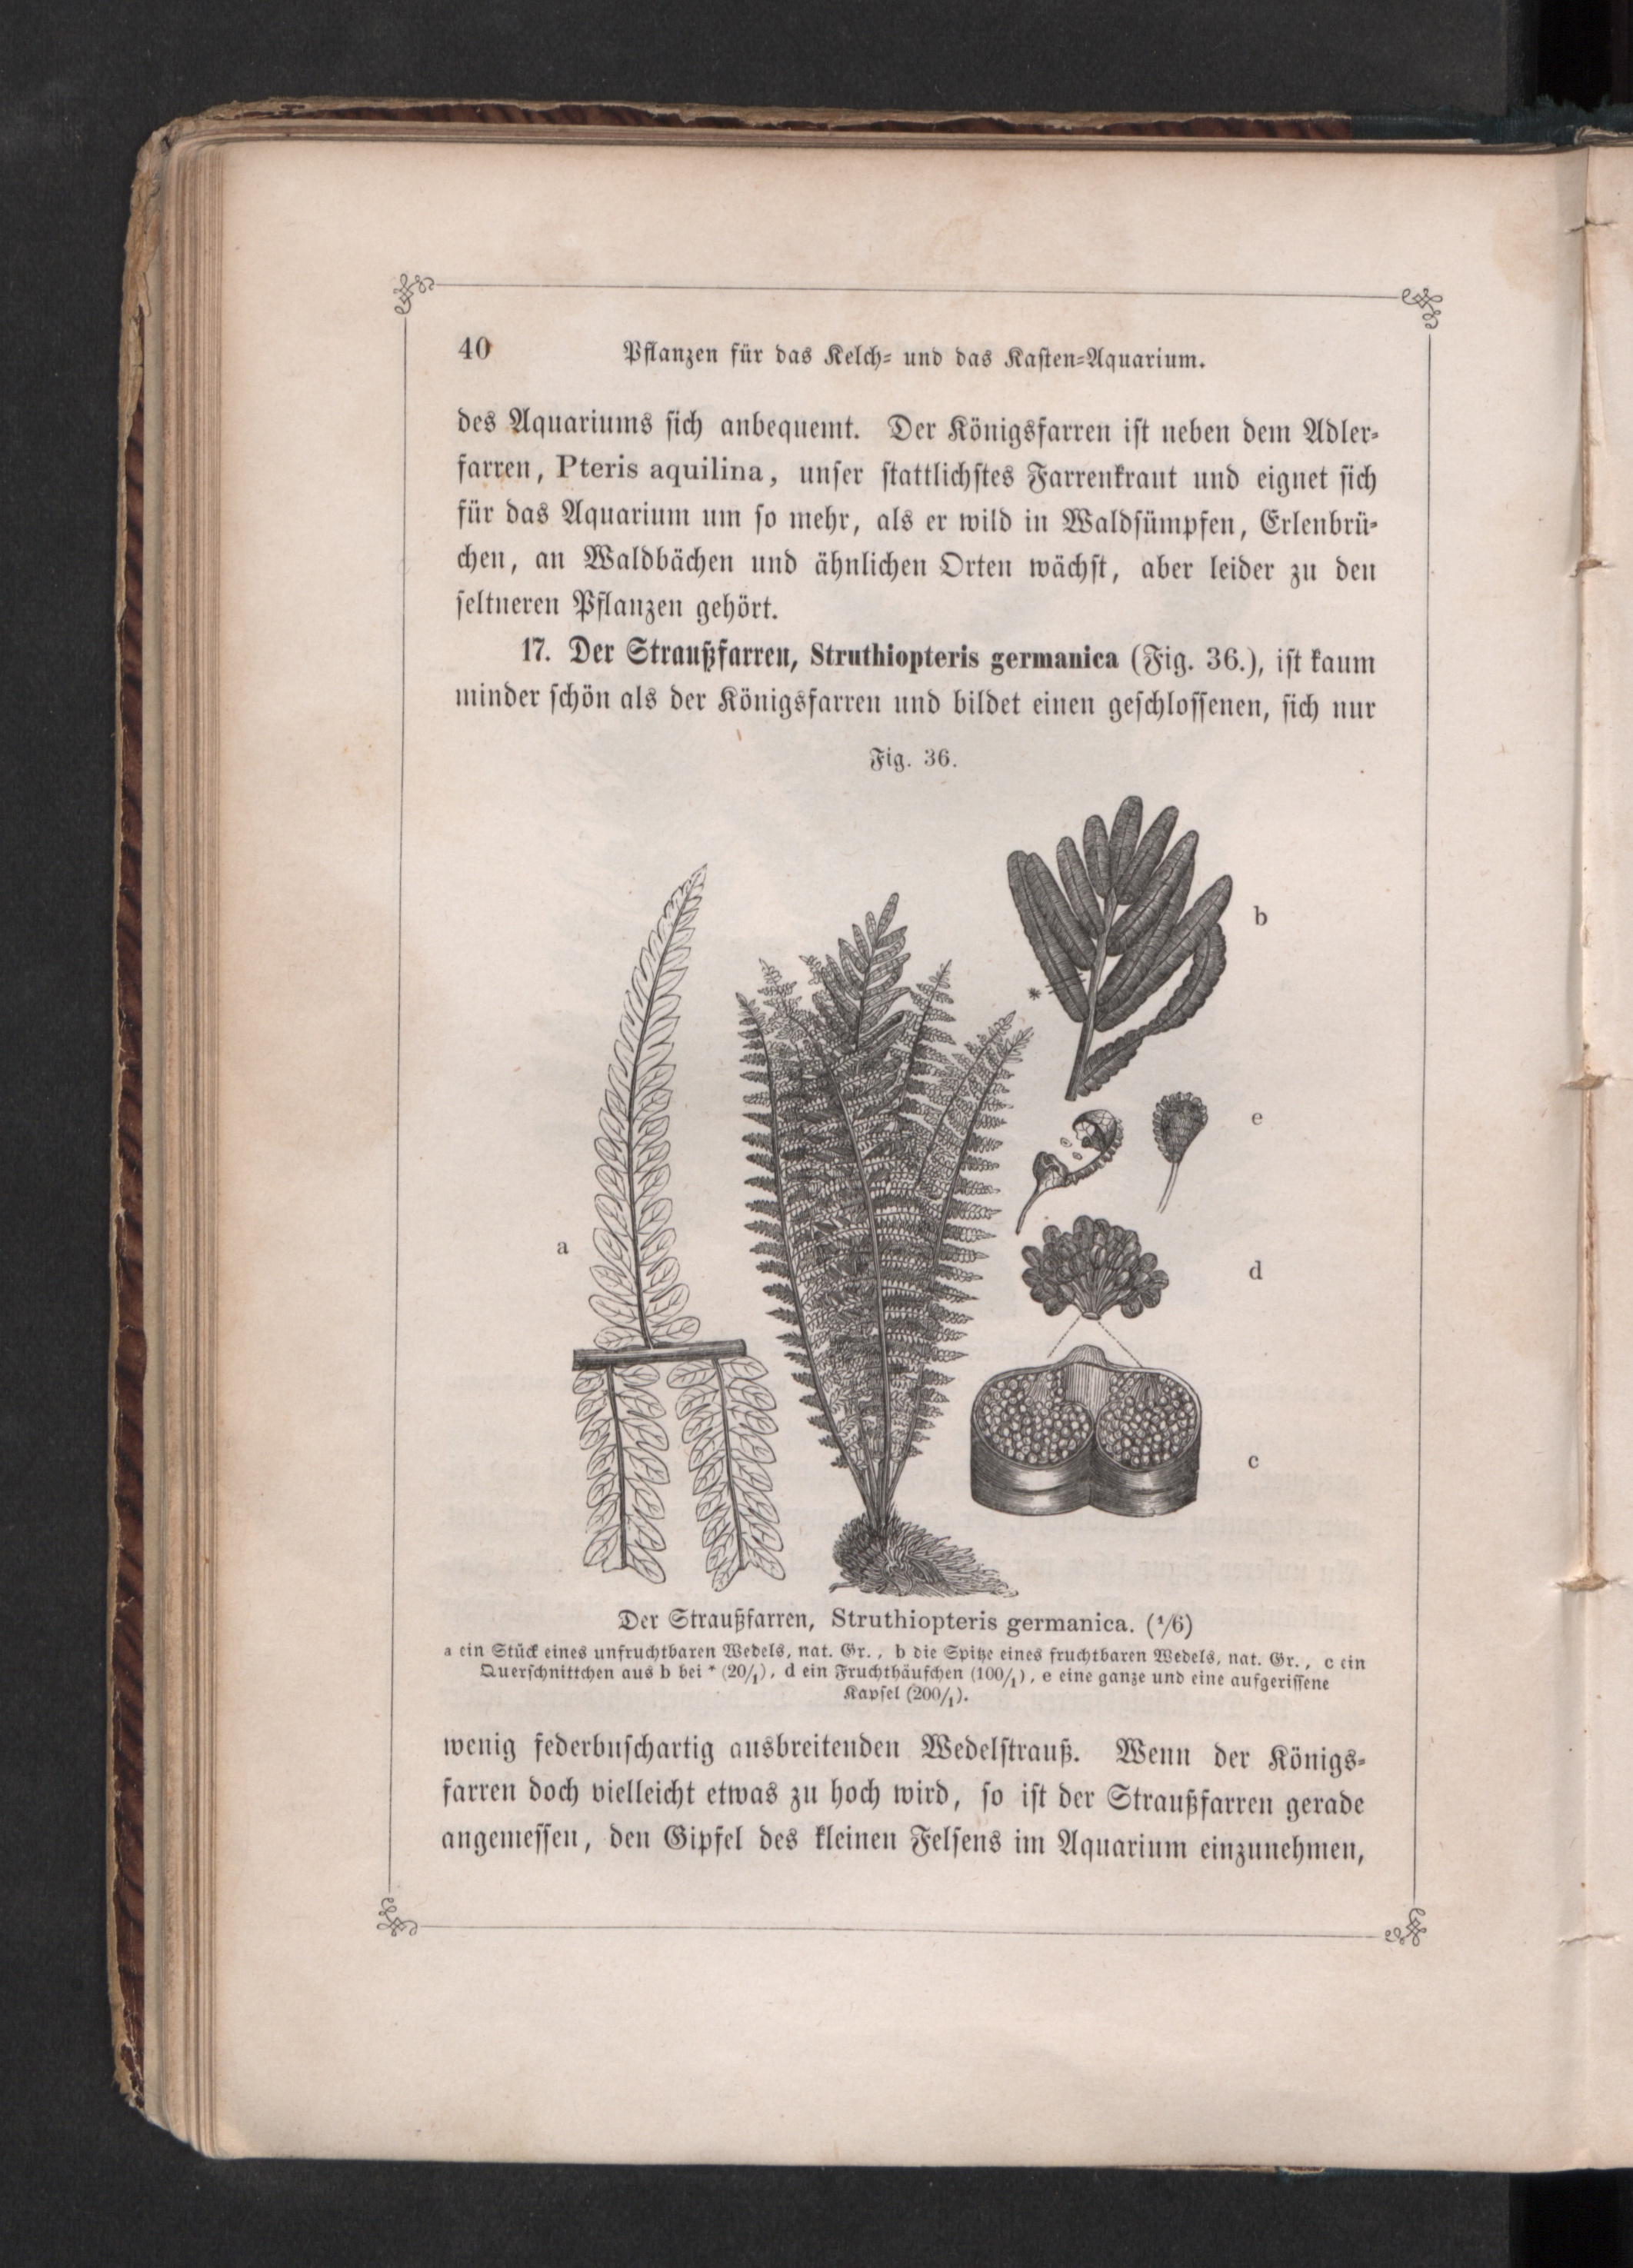 40 Pflanzen für das Kelch- und das Kasten-Aquarium.
des Aquariums sich anbequemt. Der Königsfarren ist neben dem Adler-
farren, Pteris aquilina, unser stattlichstes Farrenkraut und eignet sich
für das Aquarium um so mehr, als er wild in Waldsümpfen, Erlenbrü-
chen, an Waldbächen und ähnlichen Orten wächst, aber leider zu den
seltneren Pflanzen gehört.
17. Der Straußfarren, Struthiopteris germanica (Fig. 36.), ist kaum
minder schön als der Königsfarren und bildet einen geschlossenen, sich nur
Fig. 36.
b
*
e
a
d
c
Der Straußfarren, Struthiopteris germanica. (1/6)
a ein Stück eines unfruchtbaren Wedels, nat. Gr., b die Spitze eines fruchtbaren Wedels, nat. Gr., c ein
Querschnittchen aus b bei * (20/1), d ein Fruchthäufchen (100/1), e eine ganze und eine aufgerissene
Kapsel (200/1).
wenig federbuschartig ausbreitenden Wedelstrauß. Wenn der Königs-
farren doch vielleicht etwas zu hoch wird, so ist der Straußfarren gerade
angemessen, den Gipfel des kleinen Felsens im Aquarium einzunehmen,